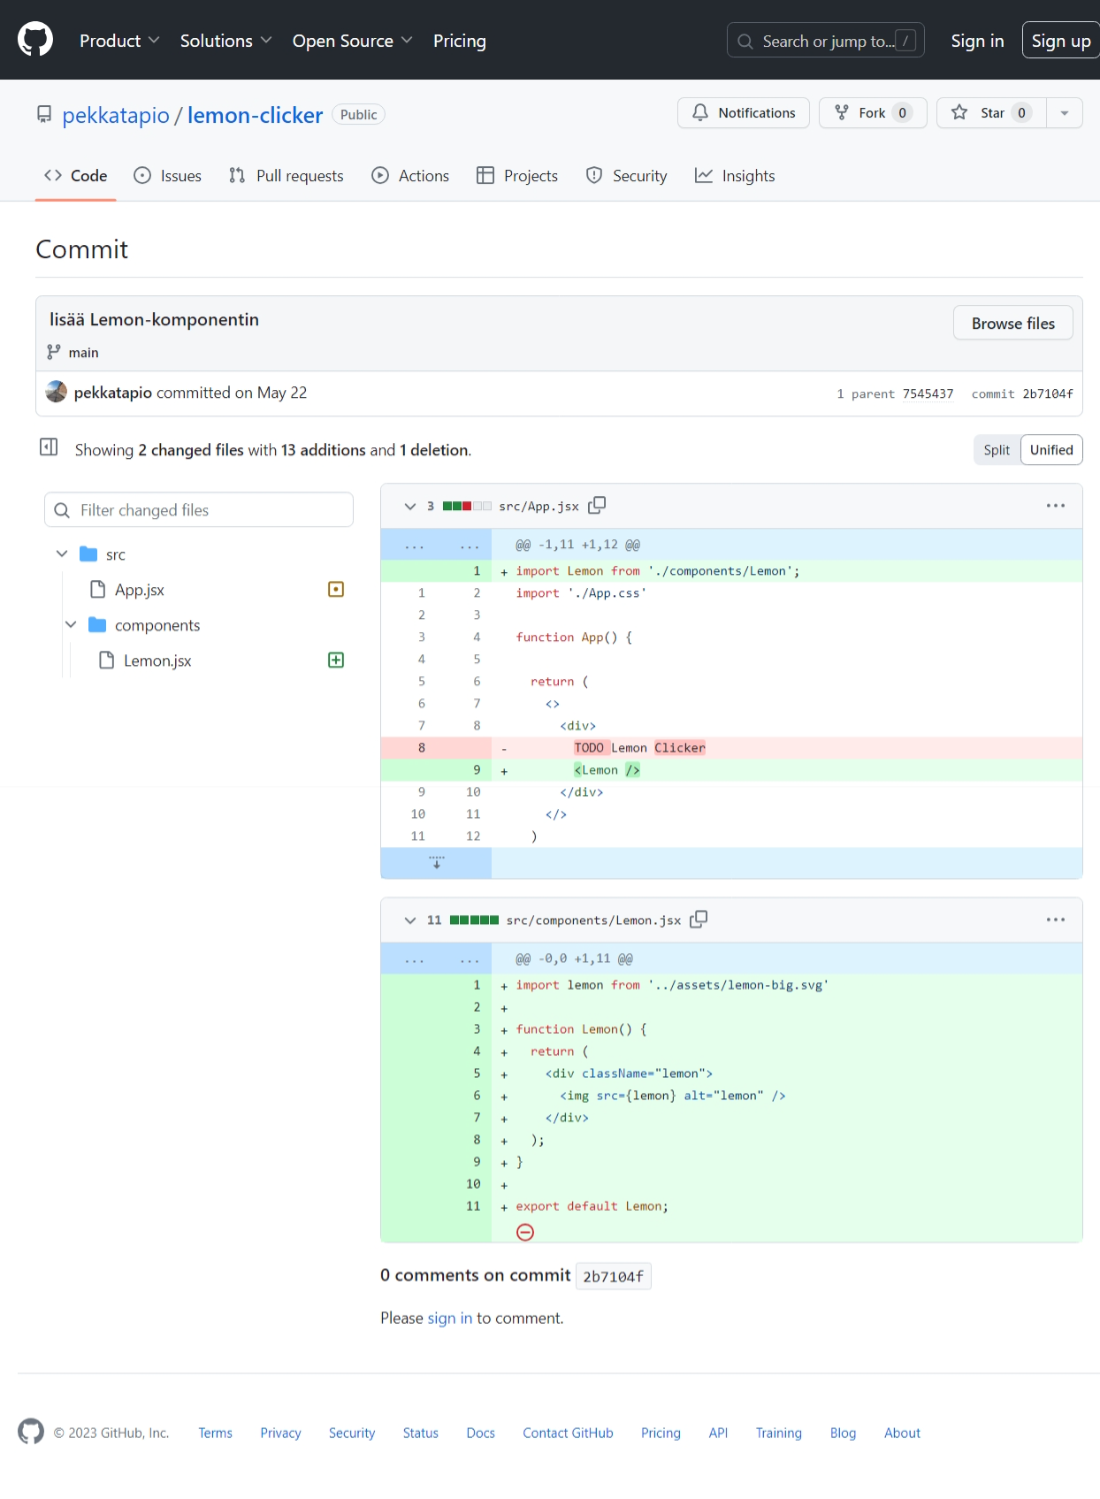 Product Solutions Open Source Pricing Search or jump to... / Sign in Sign up
pekkatapio / lemon-clicker Public Notifications Fork 0 Star 0
Code Issues Pull requests Actions Projects Security Insights
Commit
lisää Lemon-komponentin
Browse files
main
pekkatapio committed on May 22 1 parent 7545437 commit 2b7104f
Showing 2 changed files with 13 additions and 1 deletion. Split Unified
Filter changed files
src
App.jsx
components
Lemon.jsx
3 src/App.jsx ...
... ... @@ -1,11 +1,12 @@
1 + import Lemon from './components/Lemon';
1 2 import './App.css'
2 3
3 4 function App() {
4 5
5 6 return (
6 7 <>
7 8 <div>
8 - TODO Lemon Clicker
9 + <Lemon />
9 10 </div>
10 11 </>
11 12 )
11 src/components/Lemon.jsx ...
... ... @@ -0,0 +1,11 @@
1 + import lemon from '../assets/lemon-big.svg'
2 +
3 + function Lemon() {
4 + return (
5 + <div className="lemon">
6 + <img src={lemon} alt="lemon" />
7 + </div>
8 + );
9 + }
10 +
11 + export default Lemon;
0 comments on commit 2b7104f
Please sign in to comment.
© 2023 GitHub, Inc. Terms Privacy Security Status Docs Contact GitHub Pricing API Training Blog About